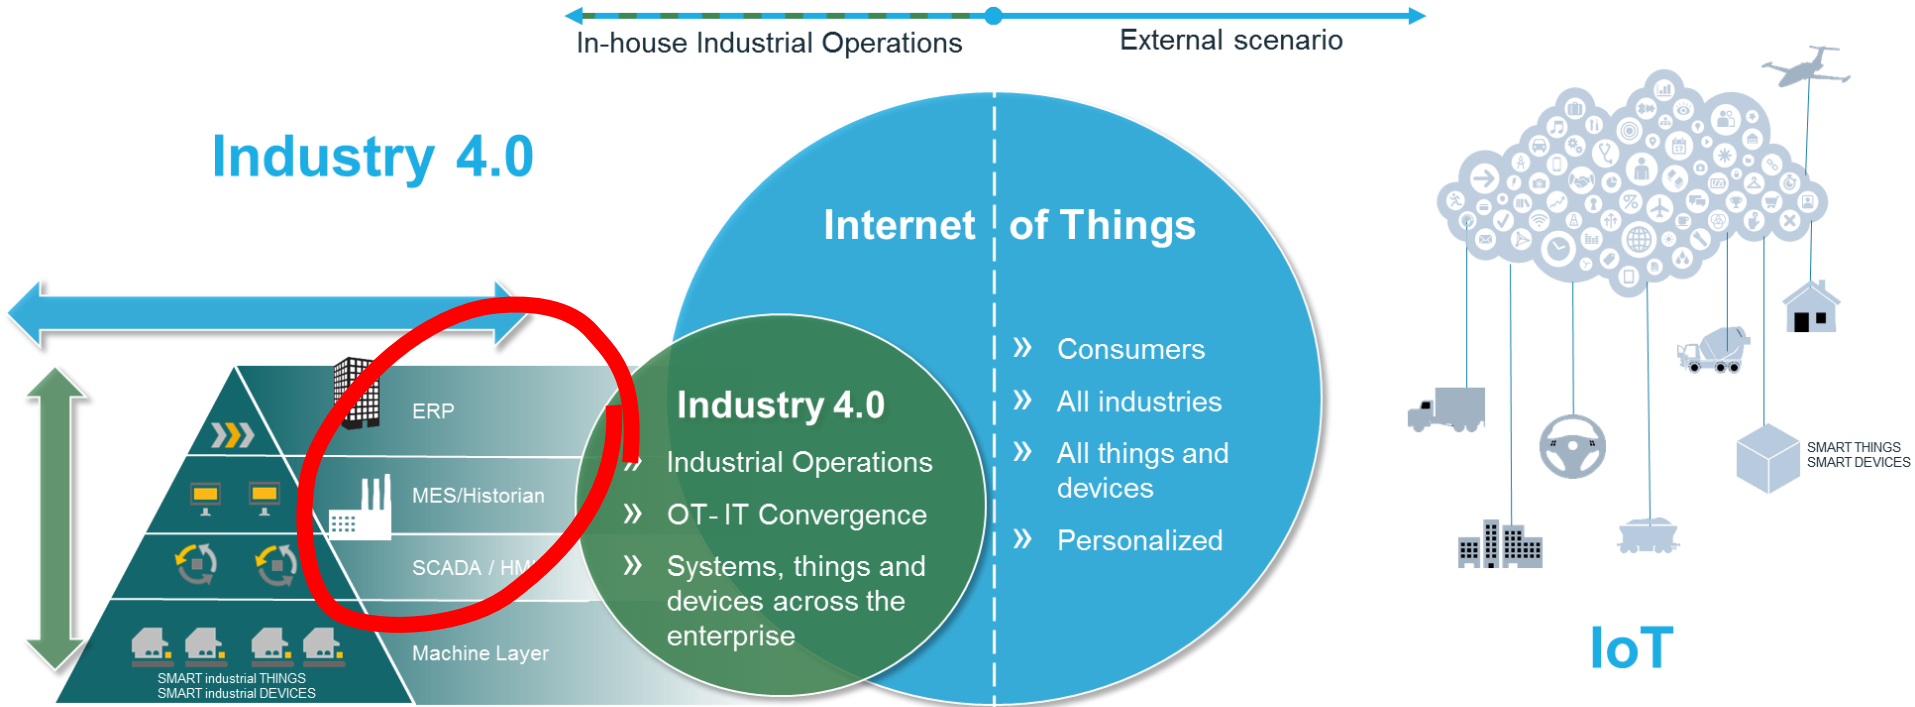 In-house Industrial Operations
External scenario
Industry 4.0
Internet of Things
ERP
MES/Historian
SCADA / HM
Machine Layer
SMART industrial THINGS
SMART industrial DEVICES
Industry 4.0
» Industrial Operations
» OT- IT Convergence
» Systems, things and
devices across the
enterprise
» Consumers
» All industries
» All things and
devices
» Personalized
SMART THINGS
SMART DEVICES
IoT